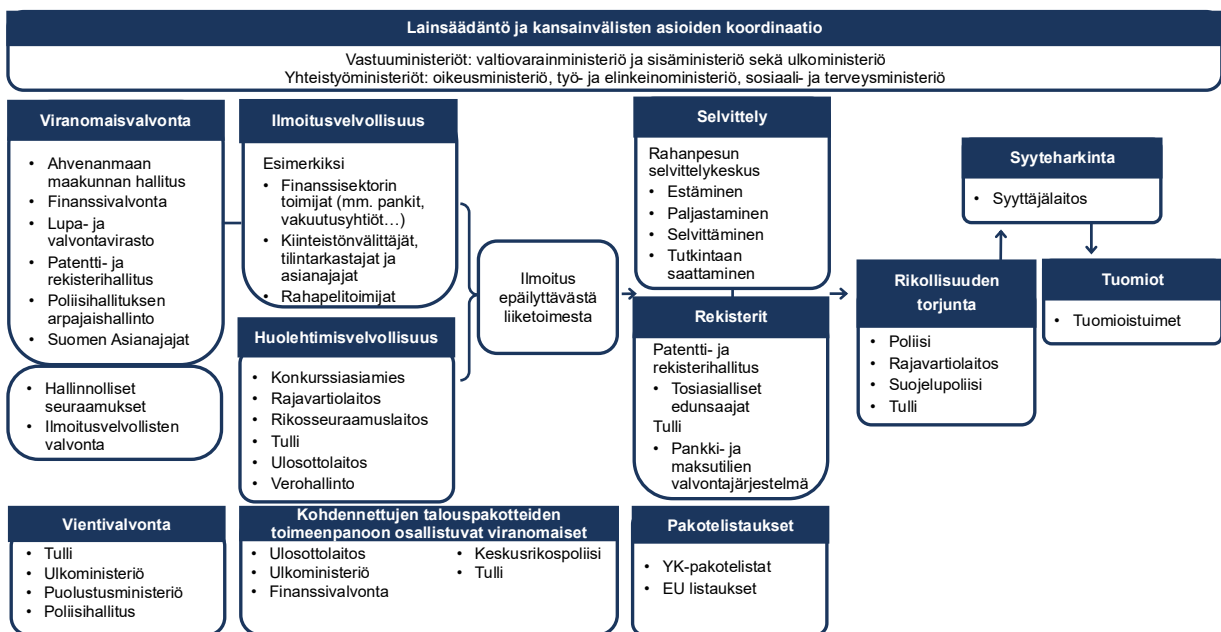 Lainsäädäntö ja kansainvälisten asioiden koordinaatio
Vastuuministeriöt: valtiovarainministeriö ja sisäministeriö sekä ulkoministeriö
Yhteistyöministeriöt: oikeusministeriö, työ- ja elinkeinoministeriö, sosiaali- ja terveysministeriö
Viranomaisvalvonta
• Ahvenanmaan
maakunnan hallitus
• Finanssivalvonta
• Lupa- ja
valvontavirasto
• Patentti- ja
rekisterihallitus
• Poliisihallituksen
arpajaishallinto
• Suomen Asianajajat
• Hallinnolliset
seuraamukset
• Ilmoitusvelvollisten
valvonta
Ilmoitusvelvollisuus
Esimerkiksi
• Finanssisektorin
toimijat (mm. pankit,
vakuutusyhtiöt…)
• Kiinteistönvälittäjät,
tilintarkastajat ja
asianajajat
• Rahapelitoimijat
Huolehtimisvelvollisuus
• Konkurssiasiamies
• Rajavartiolaitos
• Rikosseuraamuslaitos
• Tulli
• Ulosottolaitos
• Verohallinto
Ilmoitus
epäilyttävästä
liiketoimesta
Selvittely
Rahanpesun
selvittelykeskus
• Estäminen
• Paljastaminen
• Selvittäminen
• Tutkintaan
saattaminen
Rekisterit
Patentti- ja
rekisterihallitus
• Tosiasialliset
edunsaajat
Tulli
• Pankki- ja
maksutilien
valvontajärjestelmä
Rikollisuuden
torjunta
• Poliisi
• Rajavartiolaitos
• Suojelupoliisi
• Tulli
Syyteharkinta
• Syyttäjälaitos
Tuomiot
• Tuomioistuimet
Vientivalvonta
• Tulli
• Ulkoministeriö
• Puolustusministeriö
• Poliisihallitus
Kohdennettujen talouspakotteiden
toimeenpanoon osallistuvat viranomaiset
• Ulosottolaitos
• Ulkoministeriö
• Finanssivalvonta
• Keskusrikospoliisi
• Tulli
Pakotelistaukset
• YK-pakotelistat
• EU listaukset